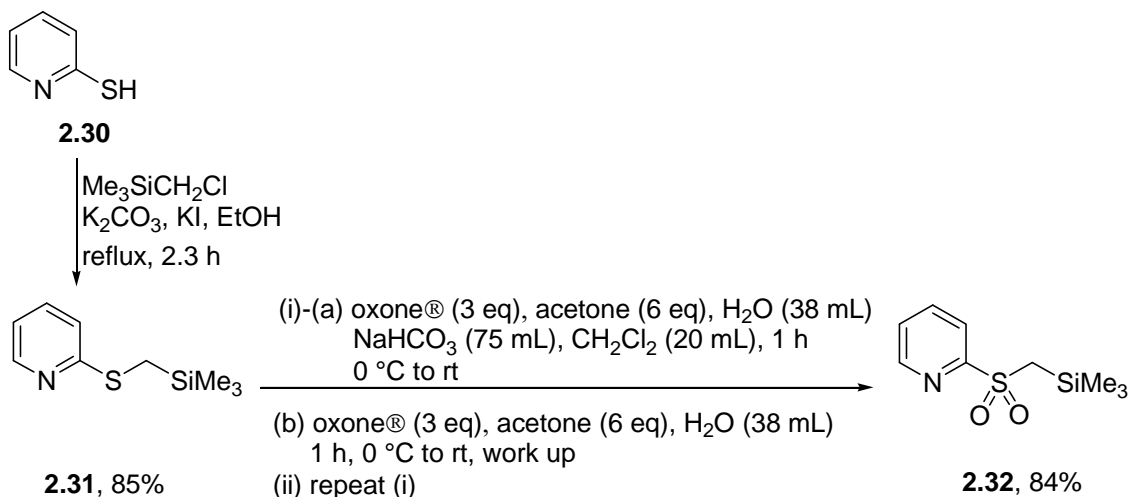 N
SH
2.30
Me₃SiCH₂Cl
K₂CO₃, KI, EtOH
reflux, 2.3 h
N
S
SiMe₃
2.31, 85%
(i)-(a) oxone® (3 eq), acetone (6 eq), H₂O (38 mL)
NaHCO₃ (75 mL), CH₂Cl₂ (20 mL), 1 h
0 °C to rt
(b) oxone® (3 eq), acetone (6 eq), H₂O (38 mL)
1 h, 0 °C to rt, work up
(ii) repeat (i)
N
S
SiMe₃
O O
2.32, 84%